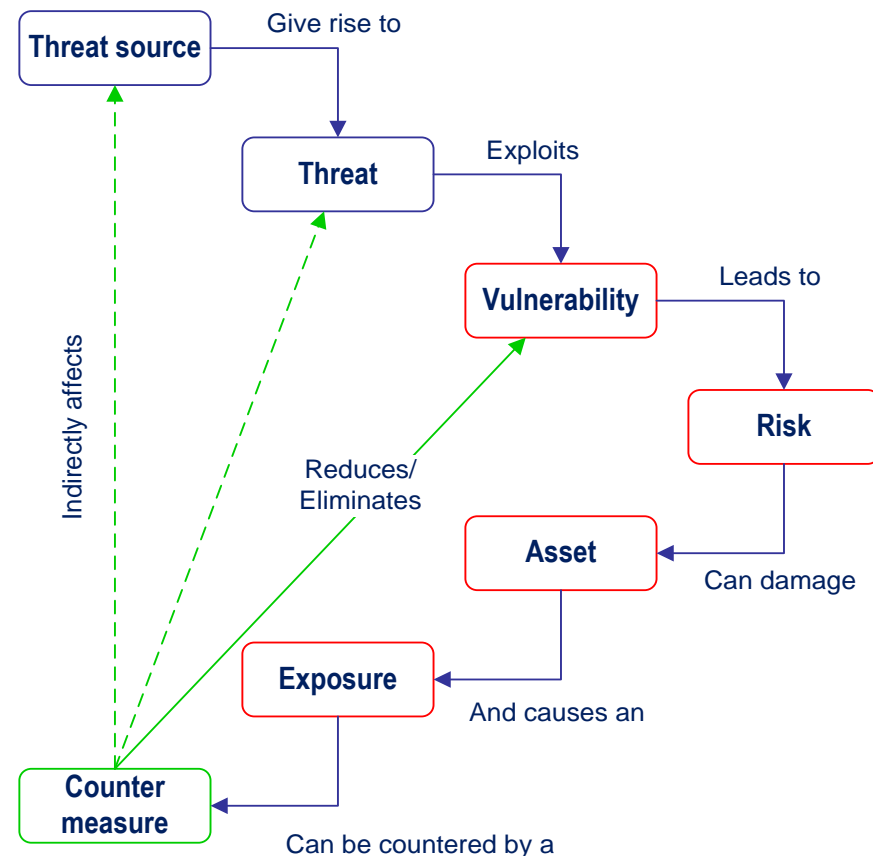 Give rise to
Threat source
Threat
Exploits
Vulnerability
Leads to
Indirectly affects
Risk
Reduces/
Eliminates
Asset
Can damage
Exposure
And causes an
Counter
measure
Can be countered by a